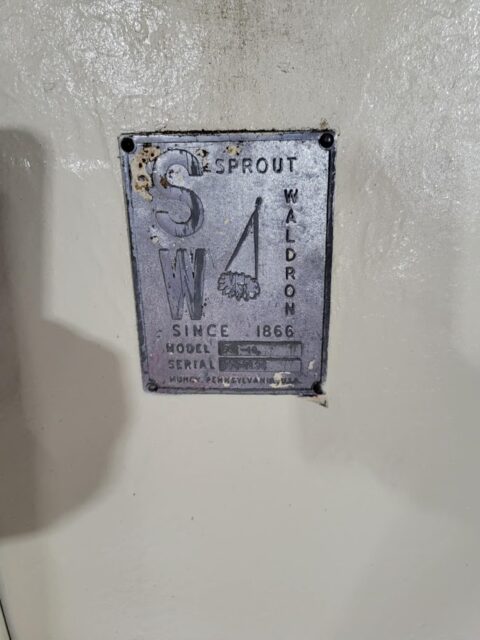 SPROUT
WALDRON
SW
SINCE 1866
MODEL
SERIAL
MUNCY, PENNSYLVANIA, U.S.A.